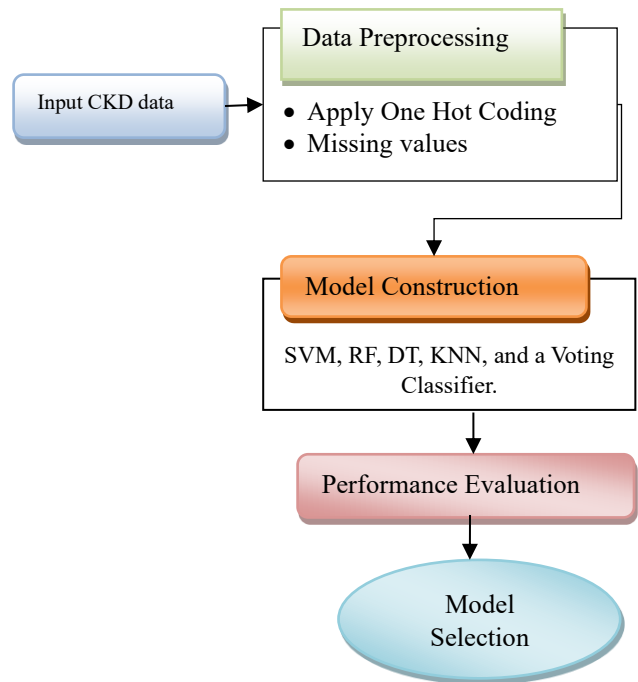 Data Preprocessing
Input CKD data
• Apply One Hot Coding
• Missing values
Model Construction
SVM, RF, DT, KNN, and a Voting
Classifier.
Performance Evaluation
Model
Selection